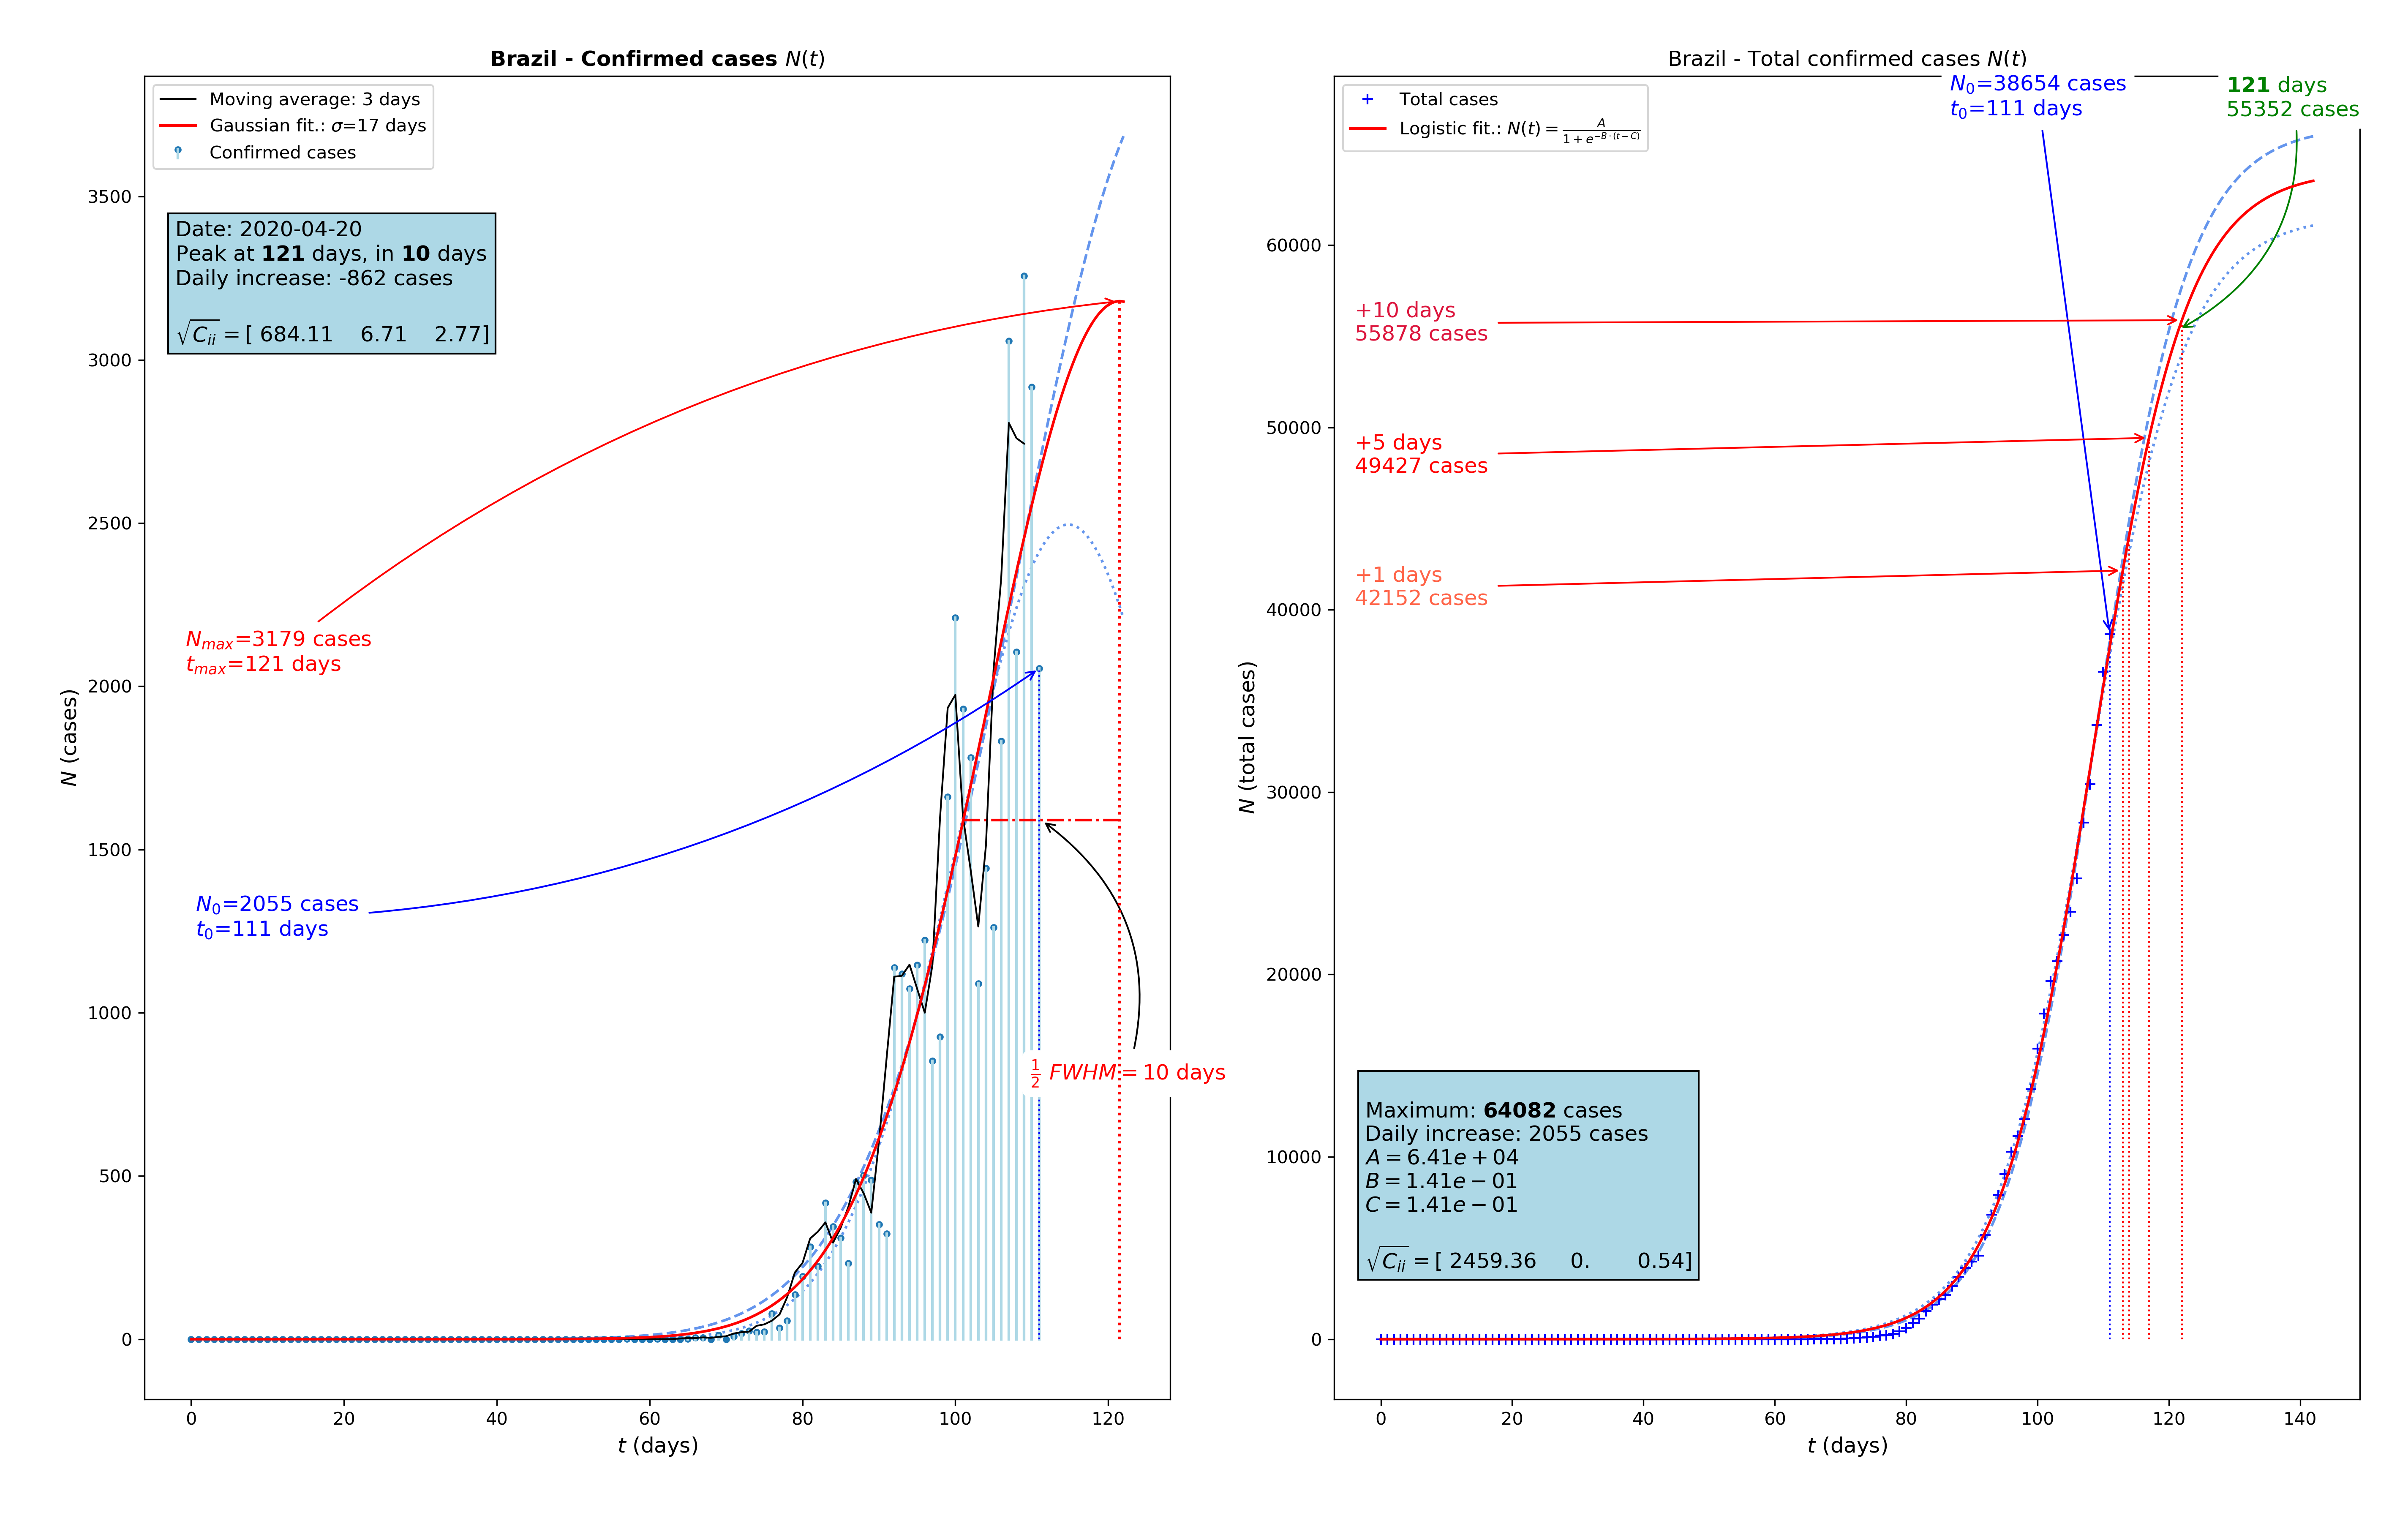 Brazil - Confirmed cases N(t)
Moving average: 3 days
Gaussian fit.: σ=17 days
Confirmed cases
Date: 2020-04-20
Peak at 121 days, in 10 days
Daily increase: -862 cases
√Cᵢᵢ = [ 684.11 6.71 2.77]
N_max=3179 cases
t_max=121 days
N₀=2055 cases
t₀=111 days
½ FWHM = 10 days
3500
3000
2500
2000
1500
1000
500
0
N (cases)
0 20 40 60 80 100 120
t (days)
Brazil - Total confirmed cases N(t)
Total cases
Logistic fit.: N(t) = A / (1 + e^(−B·(t−C)))
N₀=38654 cases
t₀=111 days
121 days
55352 cases
+10 days
55878 cases
+5 days
49427 cases
+1 days
42152 cases
Maximum: 64082 cases
Daily increase: 2055 cases
A = 6.41e + 04
B = 1.41e − 01
C = 1.41e − 01
√Cᵢᵢ = [ 2459.36 0. 0.54]
60000
50000
40000
30000
20000
10000
0
N (total cases)
0 20 40 60 80 100 120 140
t (days)